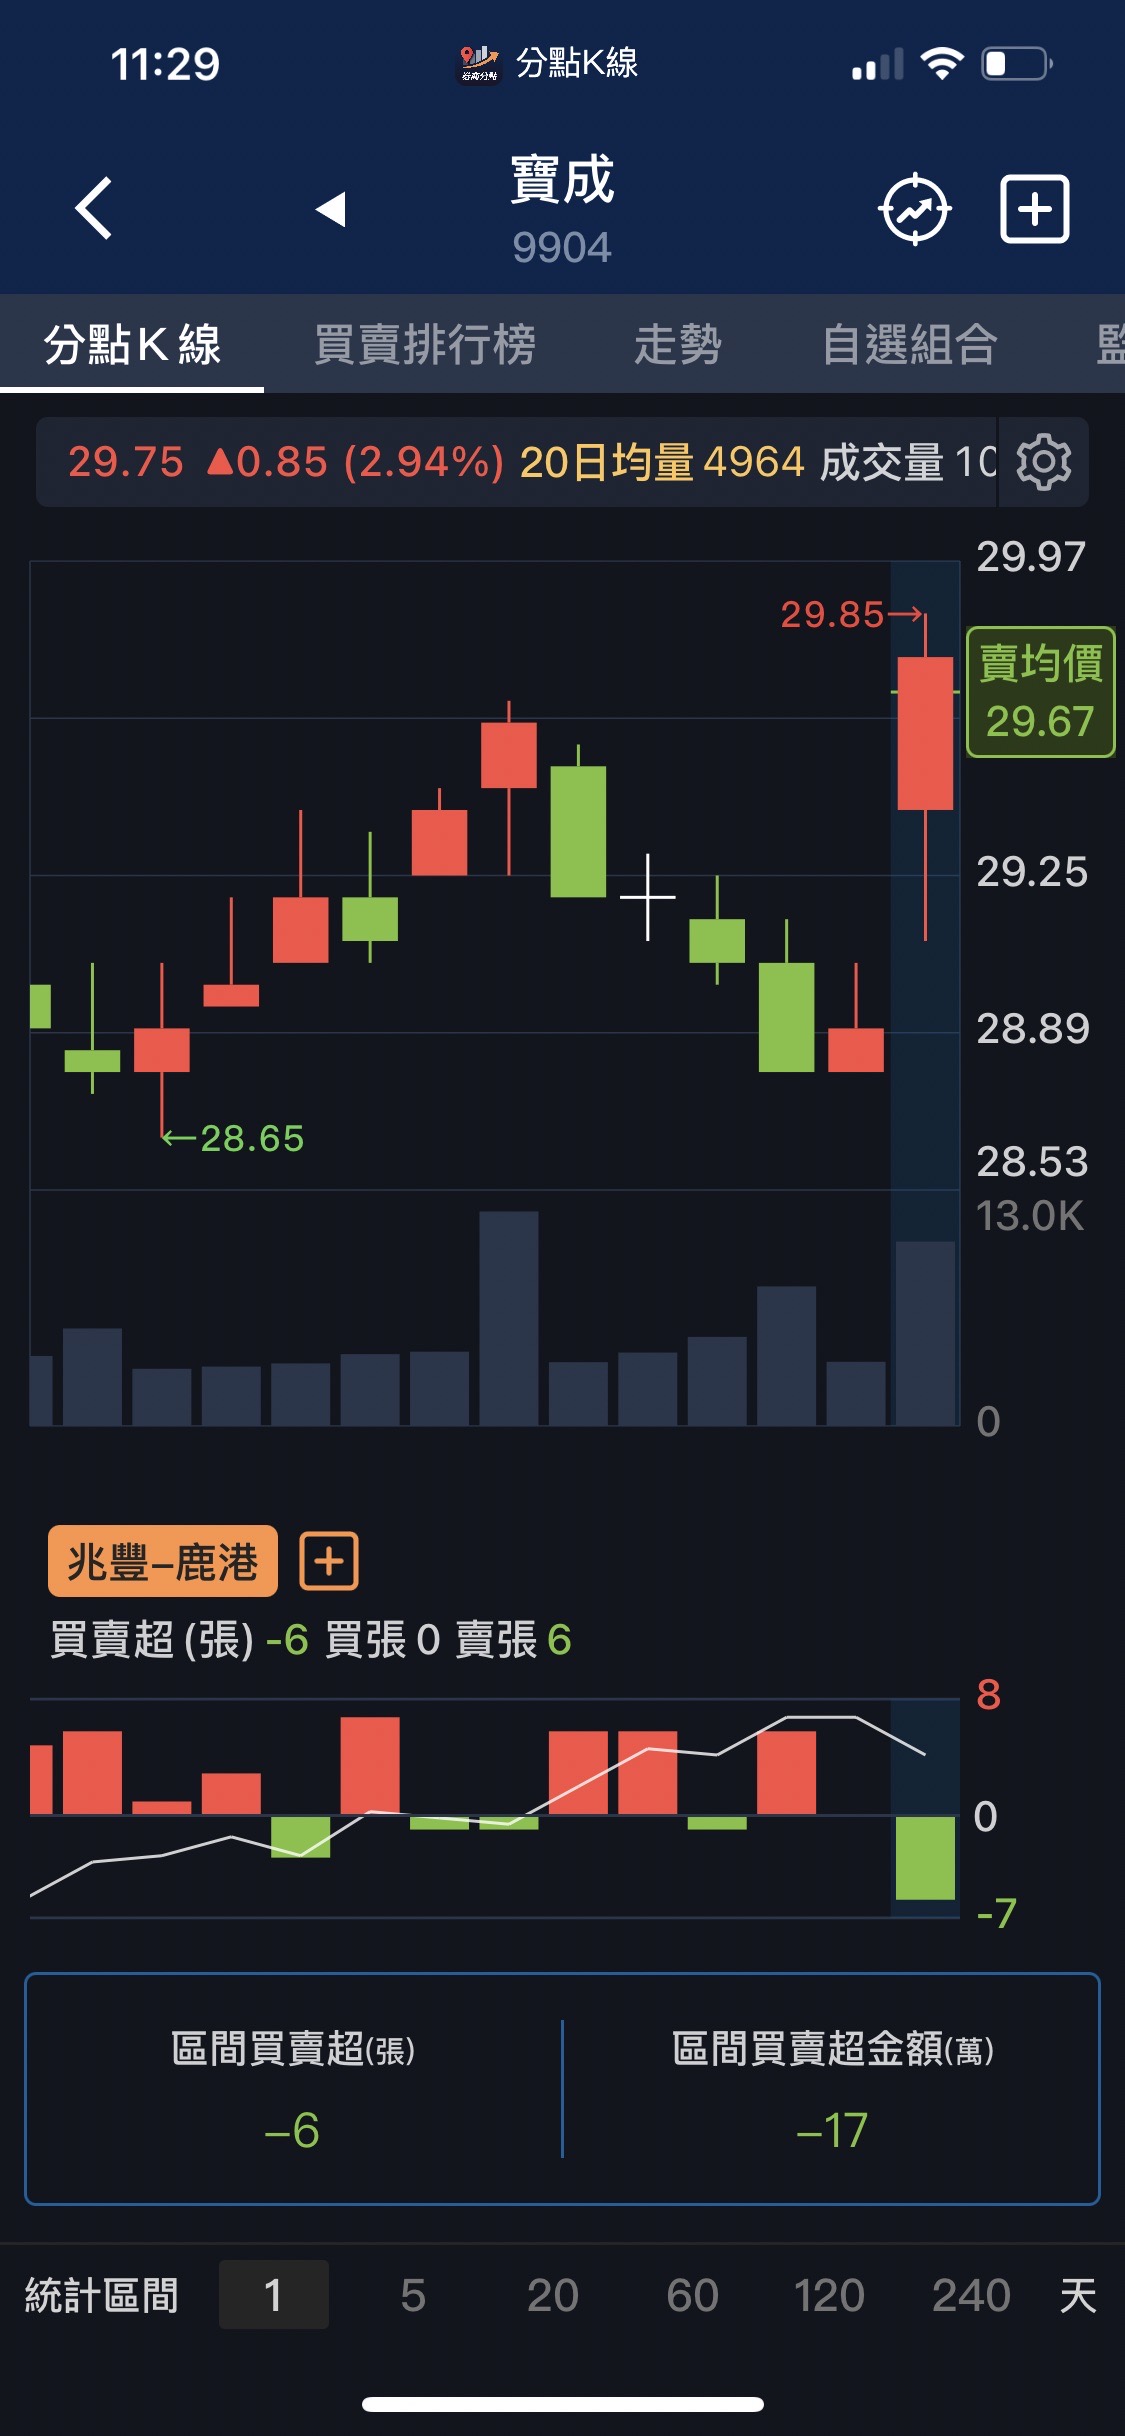 11:29
券商分點
分點K線
寶成
9904
分點K線 買賣排行榜 走勢 自選組合 監
29.75 ▲0.85 (2.94%) 20日均量 4964 成交量 10
29.97
29.85→
賣均價
29.67
29.25
28.89
←28.65
28.53
13.0K
0
兆豐-鹿港
買賣超(張) -6 買張 0 賣張 6
8
0
-7
區間買賣超(張) 區間買賣超金額(萬)
-6 -17
統計區間 1 5 20 60 120 240 天